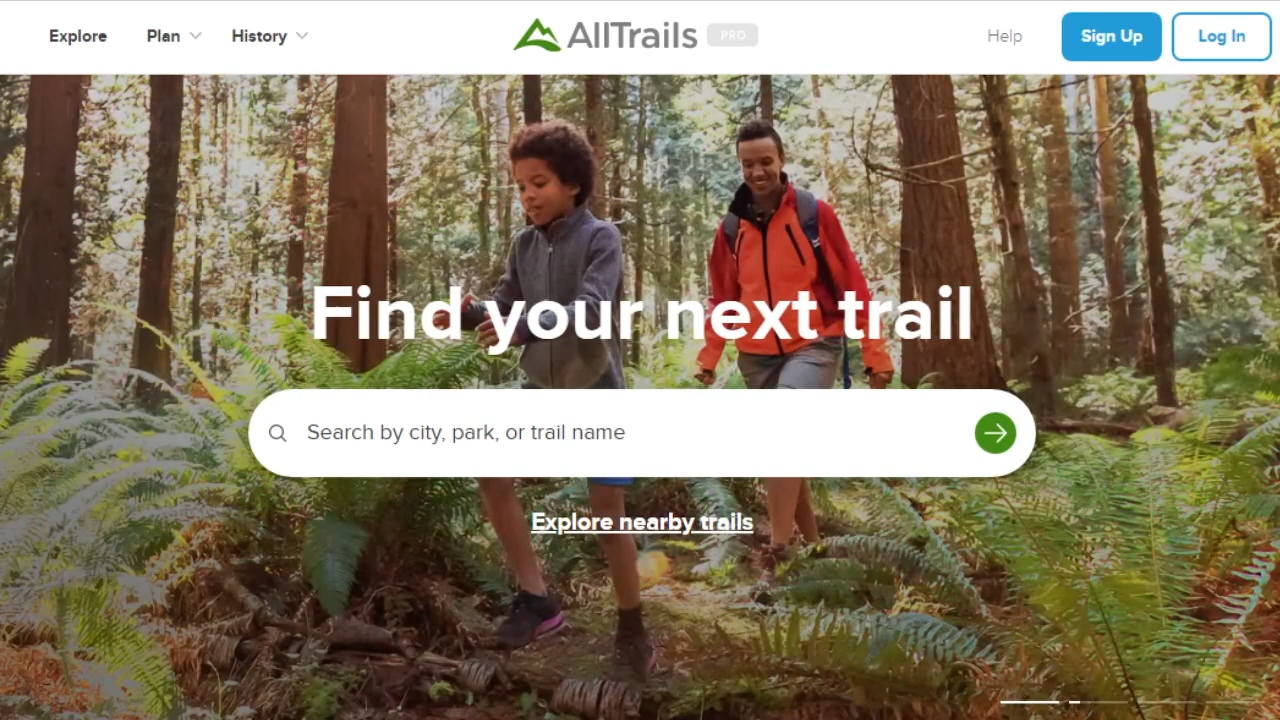 Explore
Plan
History
AllTrails PRO
Help
Sign Up
Log In
Find your next trail
Search by city, park, or trail name
Explore nearby trails